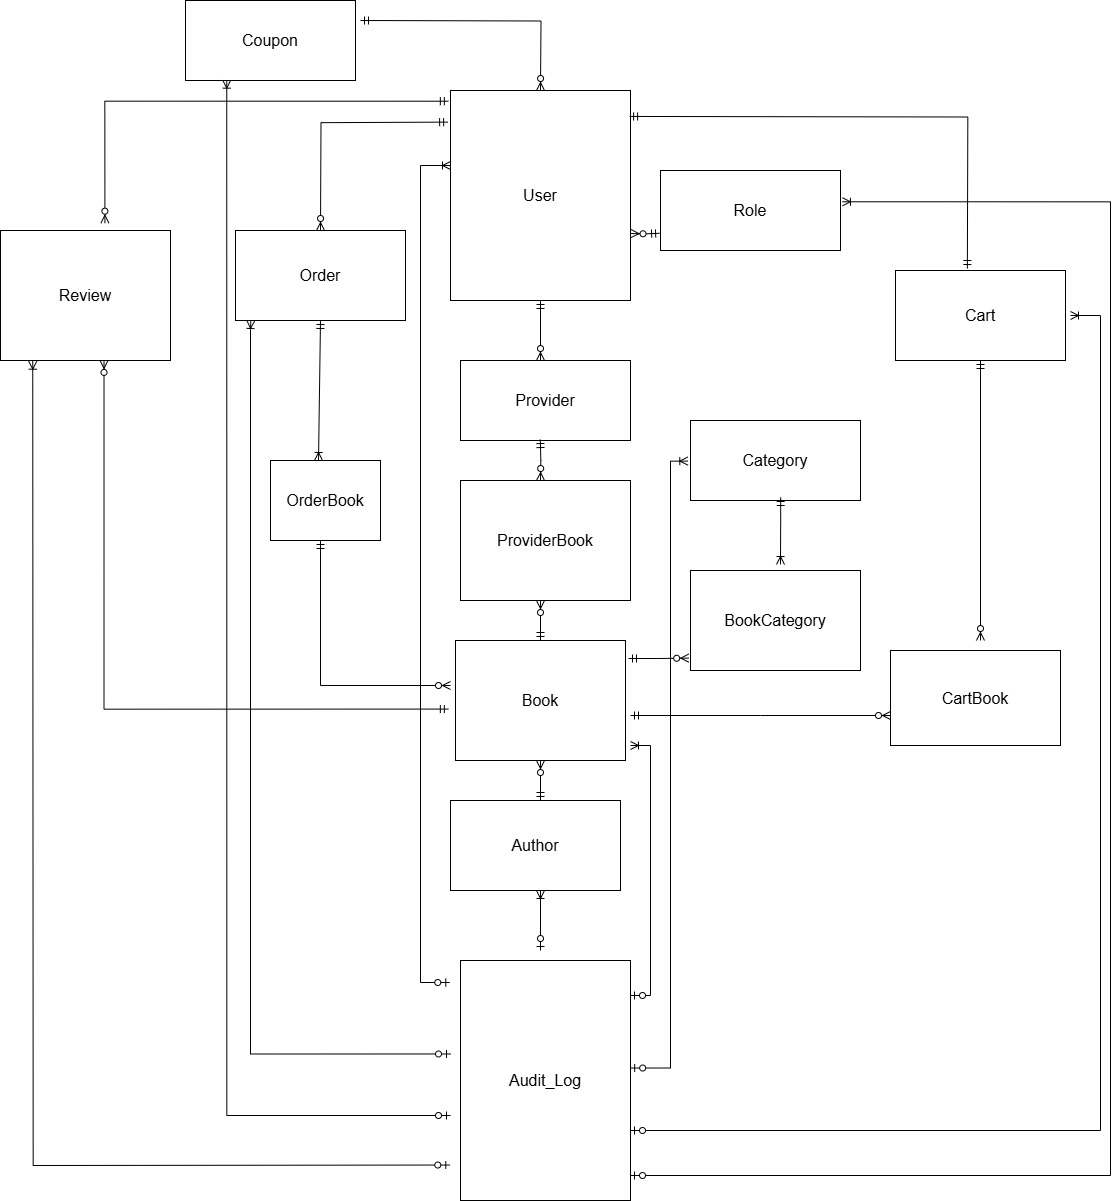 Coupon
User
Role
Review
Order
Cart
Provider
Category
OrderBook
ProviderBook
BookCategory
Book
CartBook
Author
Audit_Log